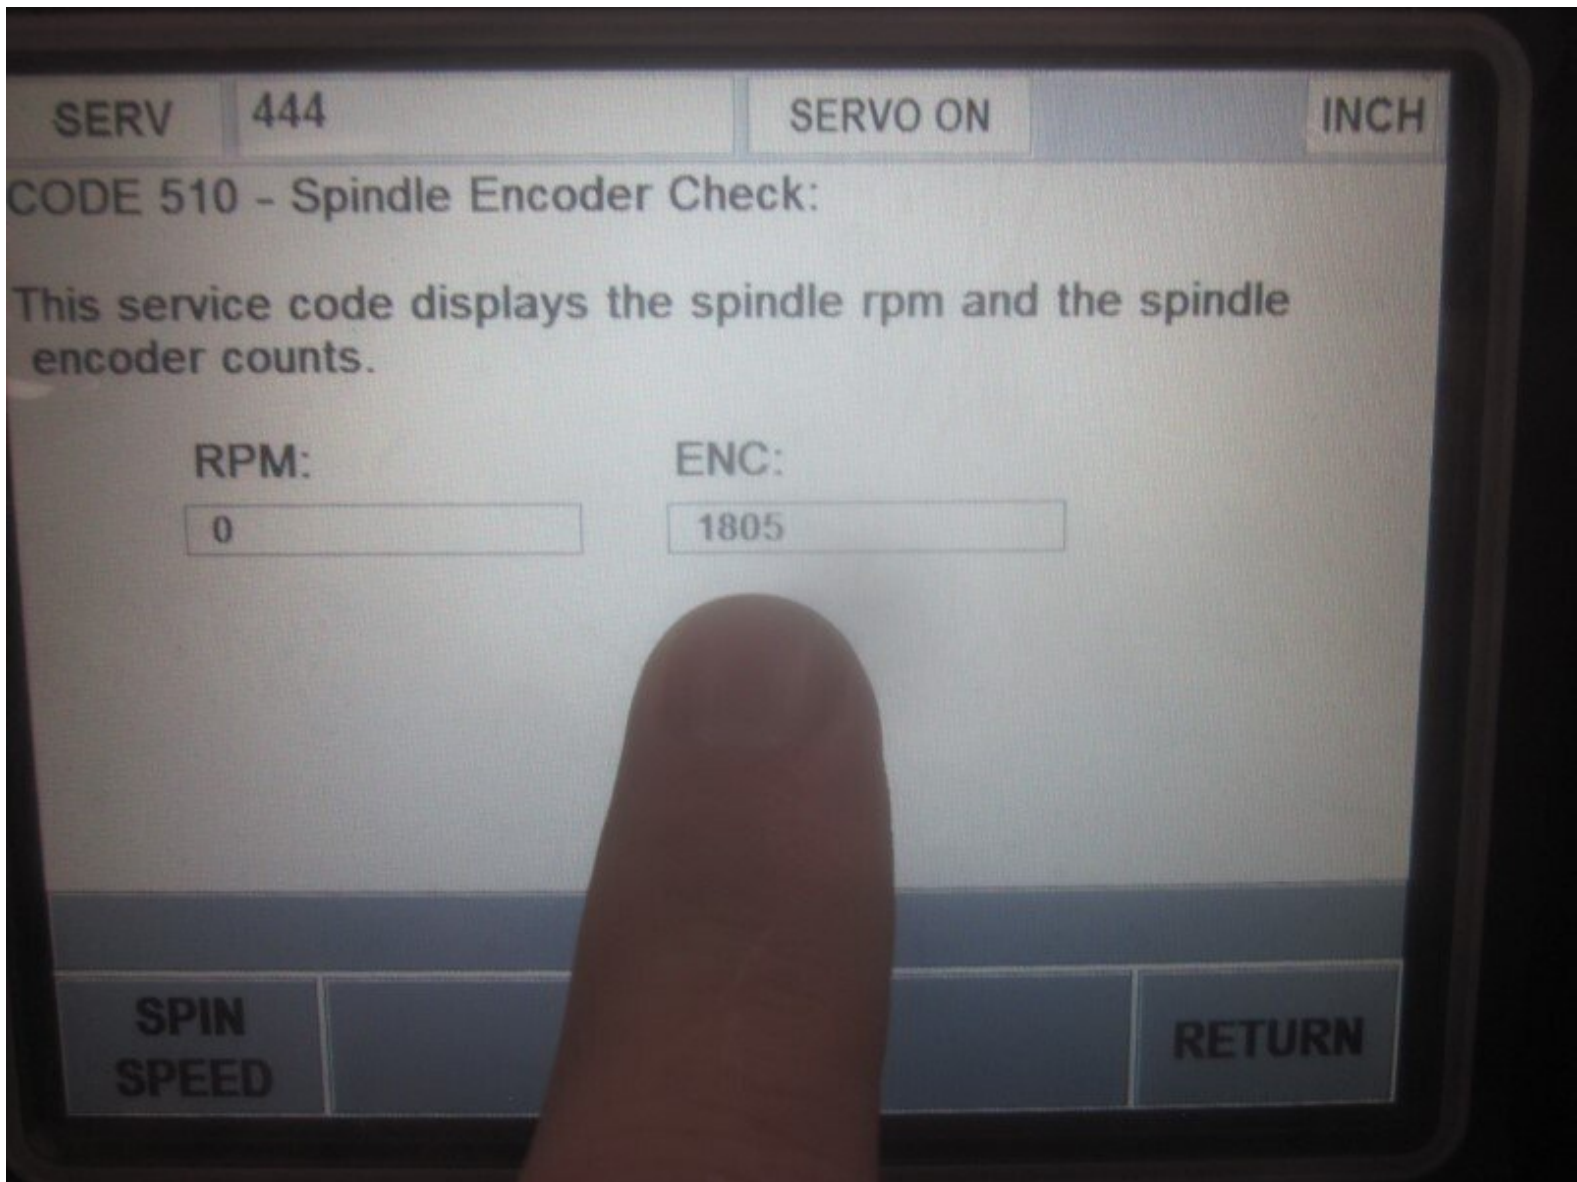 SERV 444 SERVO ON INCH
CODE 510 - Spindle Encoder Check:
This service code displays the spindle rpm and the spindle
encoder counts.
RPM: ENC:
0 1805
SPIN
SPEED
RETURN